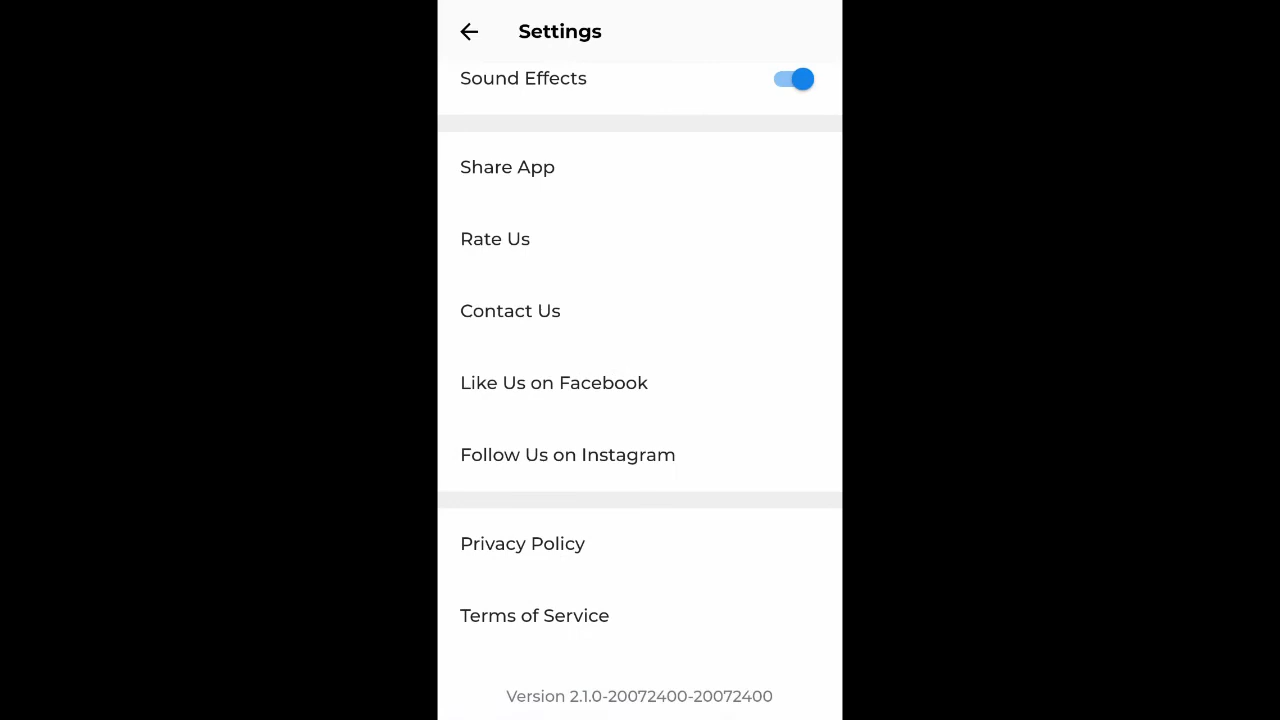 Settings
Sound Effects
Share App
Rate Us
Contact Us
Like Us on Facebook
Follow Us on Instagram
Privacy Policy
Terms of Service
Version 2.1.0-20072400-20072400